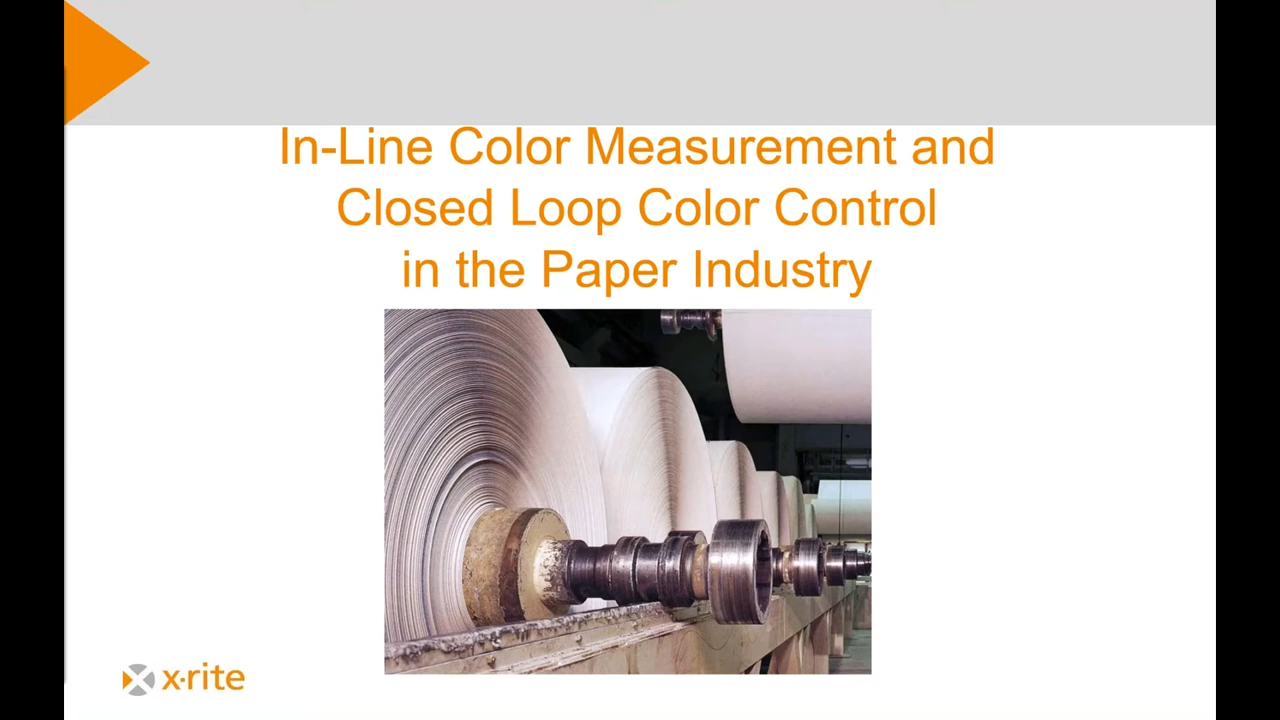 In-Line Color Measurement and
Closed Loop Color Control
in the Paper Industry
x·rite